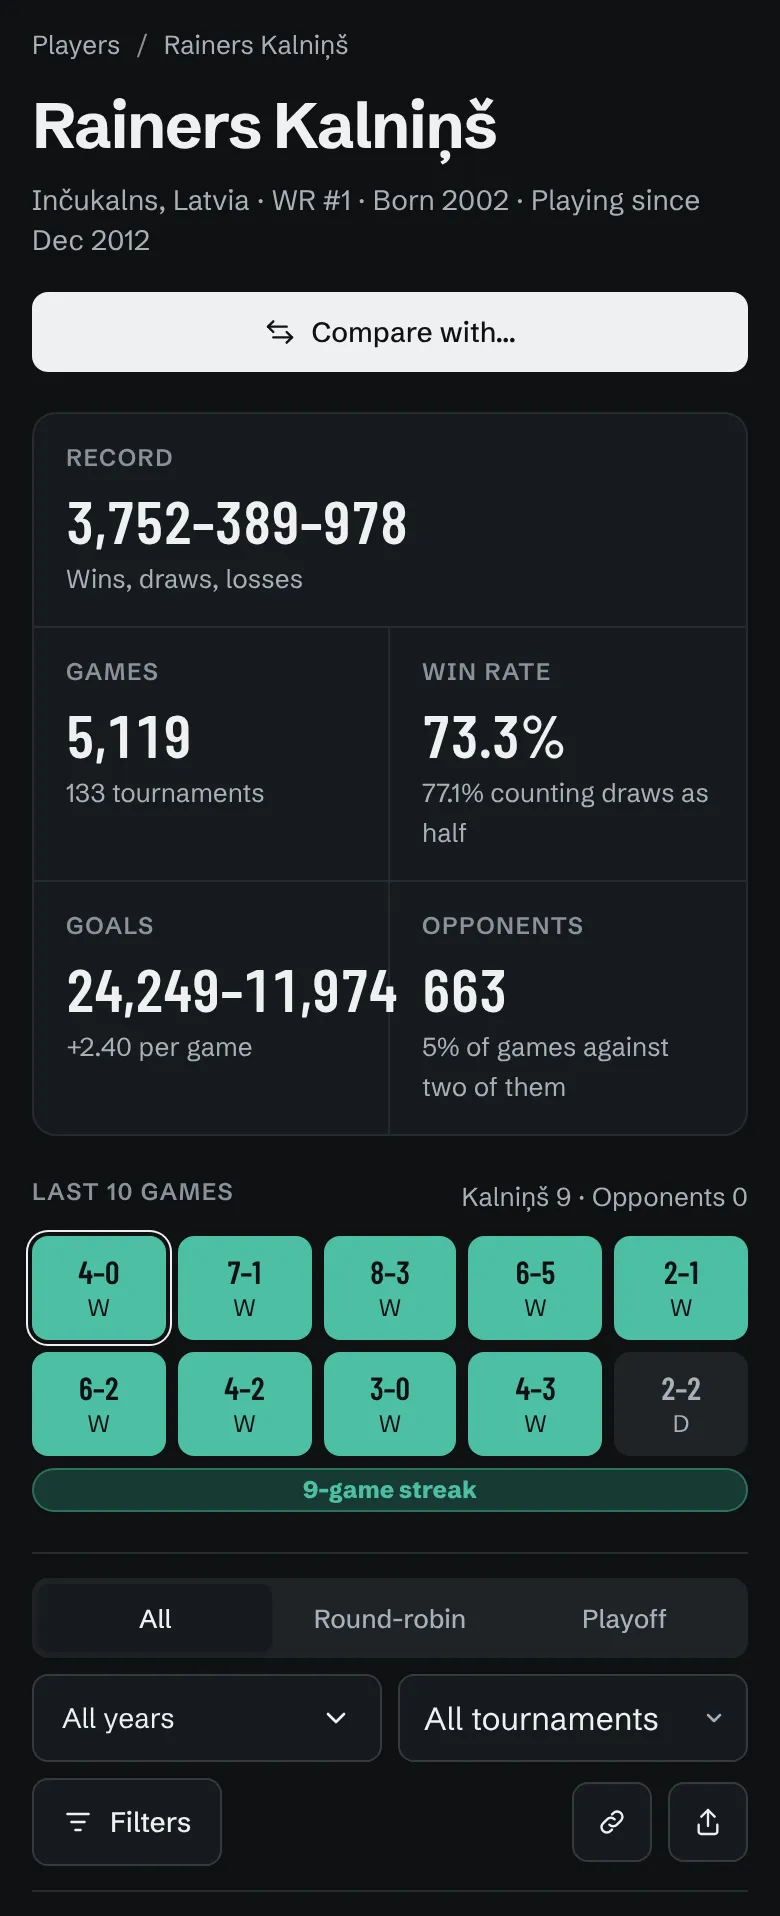 Players / Rainers Kalniņš
Rainers Kalniņš
Inčukalns, Latvia · WR #1 · Born 2002 · Playing since
Dec 2012
Compare with...
RECORD
3,752–389–978
Wins, draws, losses
GAMES
5,119
133 tournaments
WIN RATE
73.3%
77.1% counting draws as
half
GOALS
24,249–11,974
+2.40 per game
OPPONENTS
663
5% of games against
two of them
LAST 10 GAMES
Kalniņš 9 · Opponents 0
4–0 7–1 8–3 6–5 2–1
W W W W W
6–2 4–2 3–0 4–3 2–2
W W W W D
9-game streak
All Round-robin Playoff
All years All tournaments
Filters